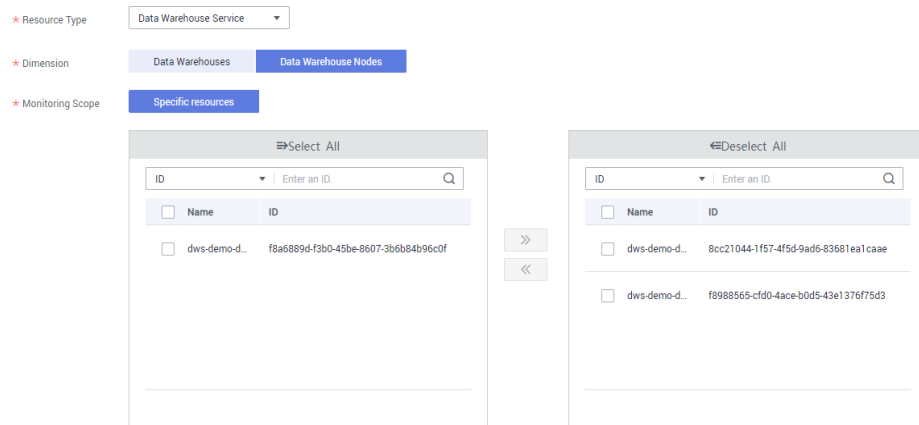 * Resource Type Data Warehouse Service
* Dimension Data Warehouses Data Warehouse Nodes
* Monitoring Scope Specific resources
Select All
ID Enter an ID.
Name ID
dws-demo-d... f8a6889d-f3b0-45be-8607-3b6b84b96c0f
Deselect All
ID Enter an ID.
Name ID
dws-demo-d... 8cc21044-1f57-4f5d-9ad6-83681ea1caae
dws-demo-d... f8988565-cfd0-4ace-b0d5-43e1376f75d3